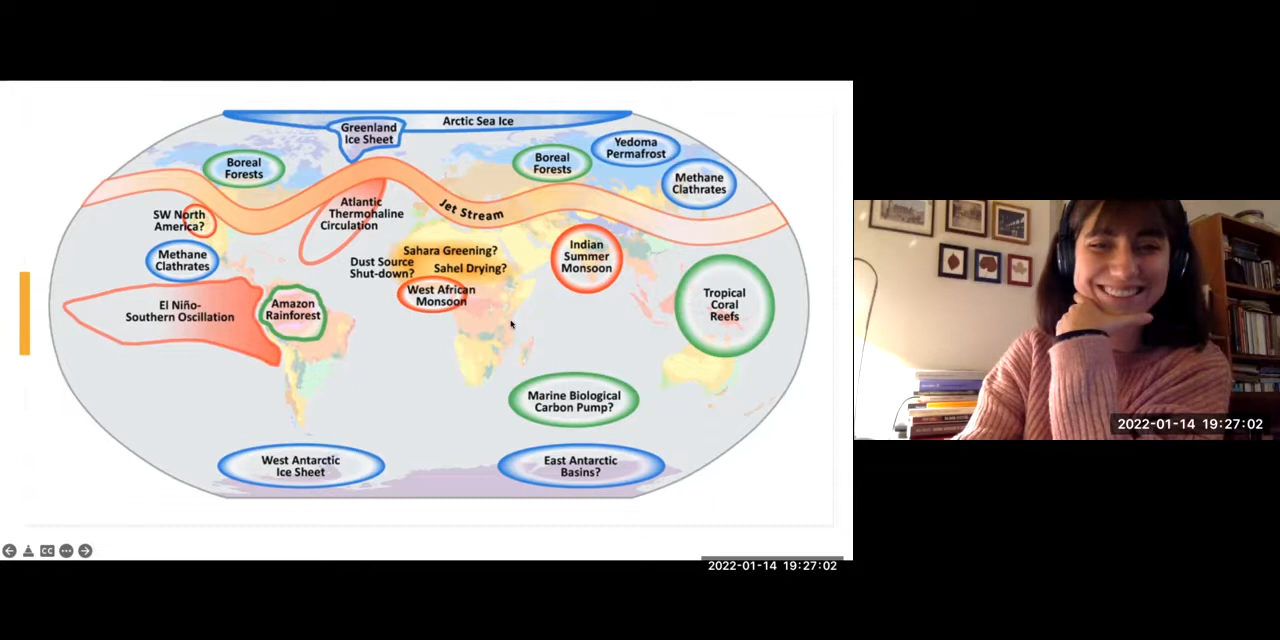 Arctic Sea Ice
Greenland
Ice Sheet
Boreal
Forests
Boreal
Forests
Yedoma
Permafrost
Methane
Clathrates
SW North
America?
Atlantic
Thermohaline
Circulation
Jet Stream
Methane
Clathrates
Sahara Greening?
Dust Source
Shut-down?
Sahel Drying?
Indian
Summer
Monsoon
West African
Monsoon
El Niño-
Southern Oscillation
Amazon
Rainforest
Tropical
Coral
Reefs
Marine Biological
Carbon Pump?
West Antarctic
Ice Sheet
East Antarctic
Basins?
CC
2022-01-14 19:27:02
2022-01-14 19:27:02